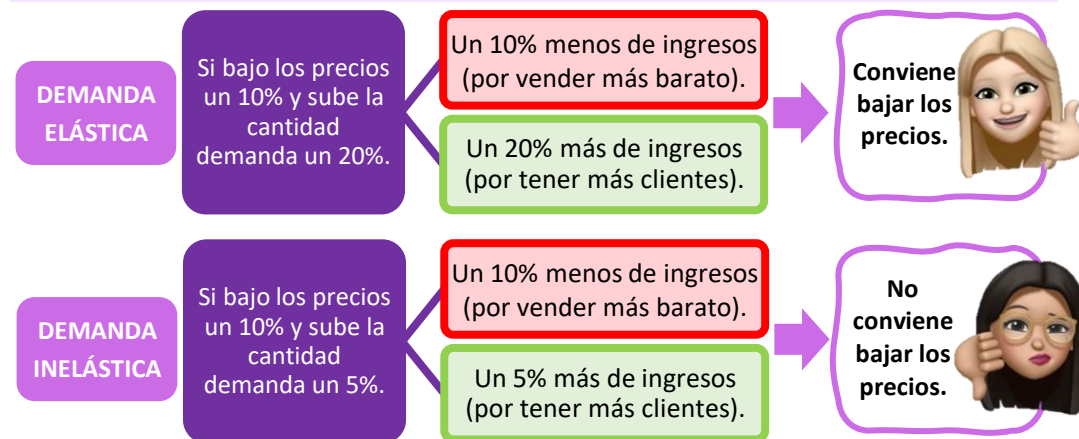 DEMANDA
ELÁSTICA
Si bajo los precios
un 10% y sube la
cantidad
demanda un 20%.
Un 10% menos de ingresos
(por vender más barato).
Un 20% más de ingresos
(por tener más clientes).
Conviene
bajar los
precios.
DEMANDA
INELÁSTICA
Si bajo los precios
un 10% y sube la
cantidad
demanda un 5%.
Un 10% menos de ingresos
(por vender más barato).
Un 5% más de ingresos
(por tener más clientes).
No
conviene
bajar los
precios.